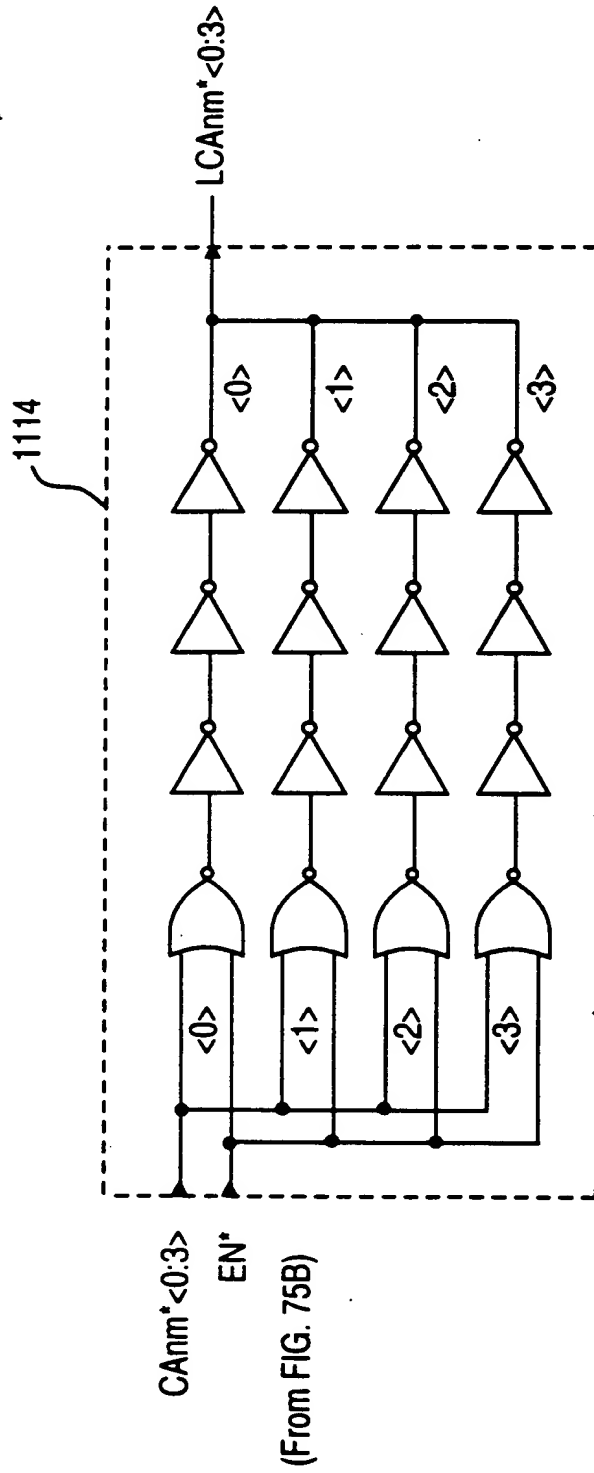 1114
CAnm*<0:3>
EN*
(From FIG. 75B)
<0>
<1>
<2>
<3>
<0>
<1>
<2>
<3>
LCAnm*<0:3>